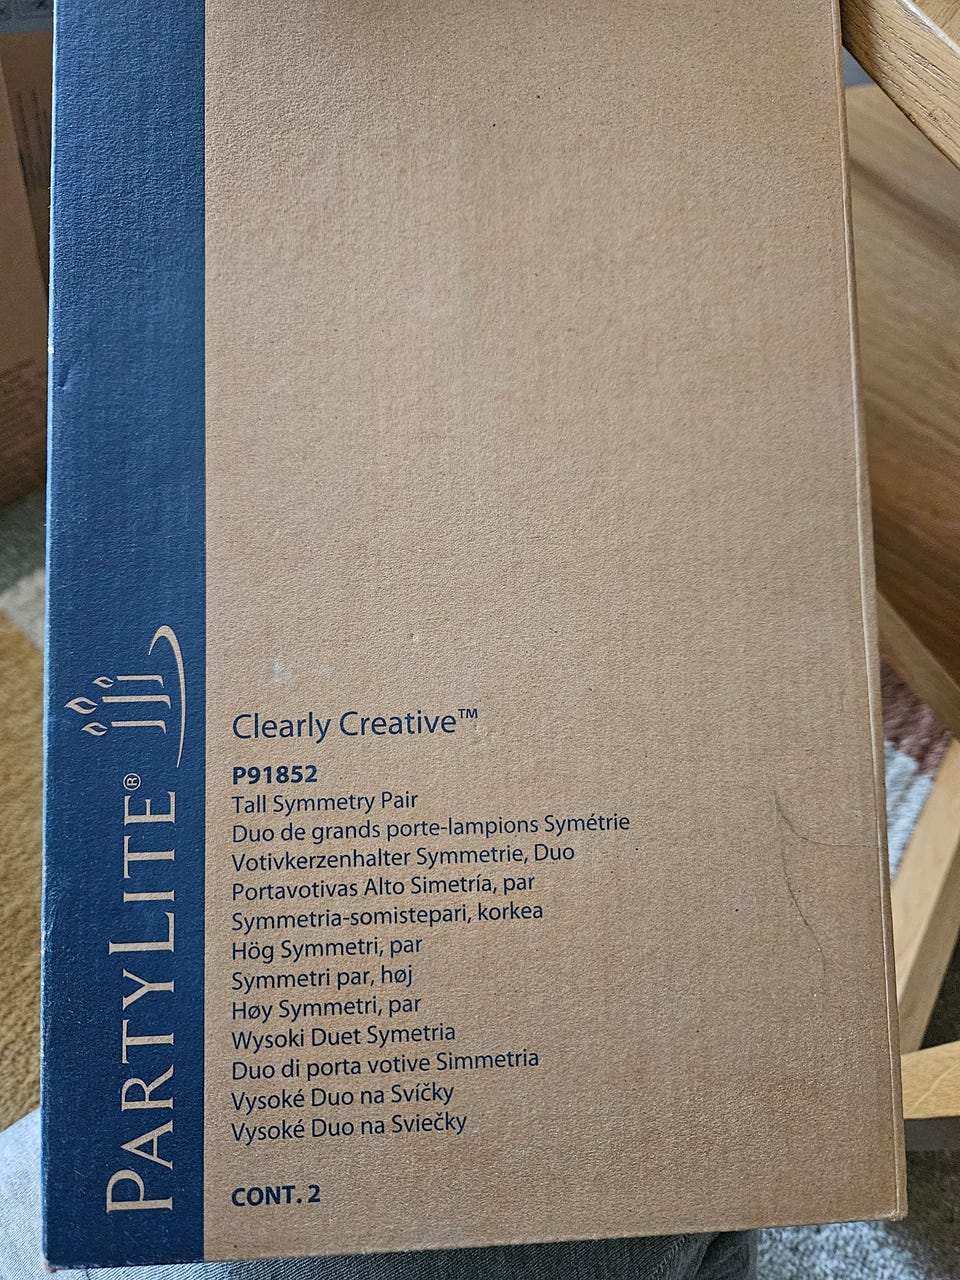 PARTYLITE®
Clearly Creative™
P91852
Tall Symmetry Pair
Duo de grands porte-lampions Symétrie
Votivkerzenhalter Symmetrie, Duo
Portavotivas Alto Simetría, par
Symmetria-somistepari, korkea
Hög Symmetri, par
Symmetri par, høj
Høy Symmetri, par
Wysoki Duet Symetria
Duo di porta votive Simmetria
Vysoké Duo na Svíčky
Vysoké Duo na Sviečky
CONT. 2